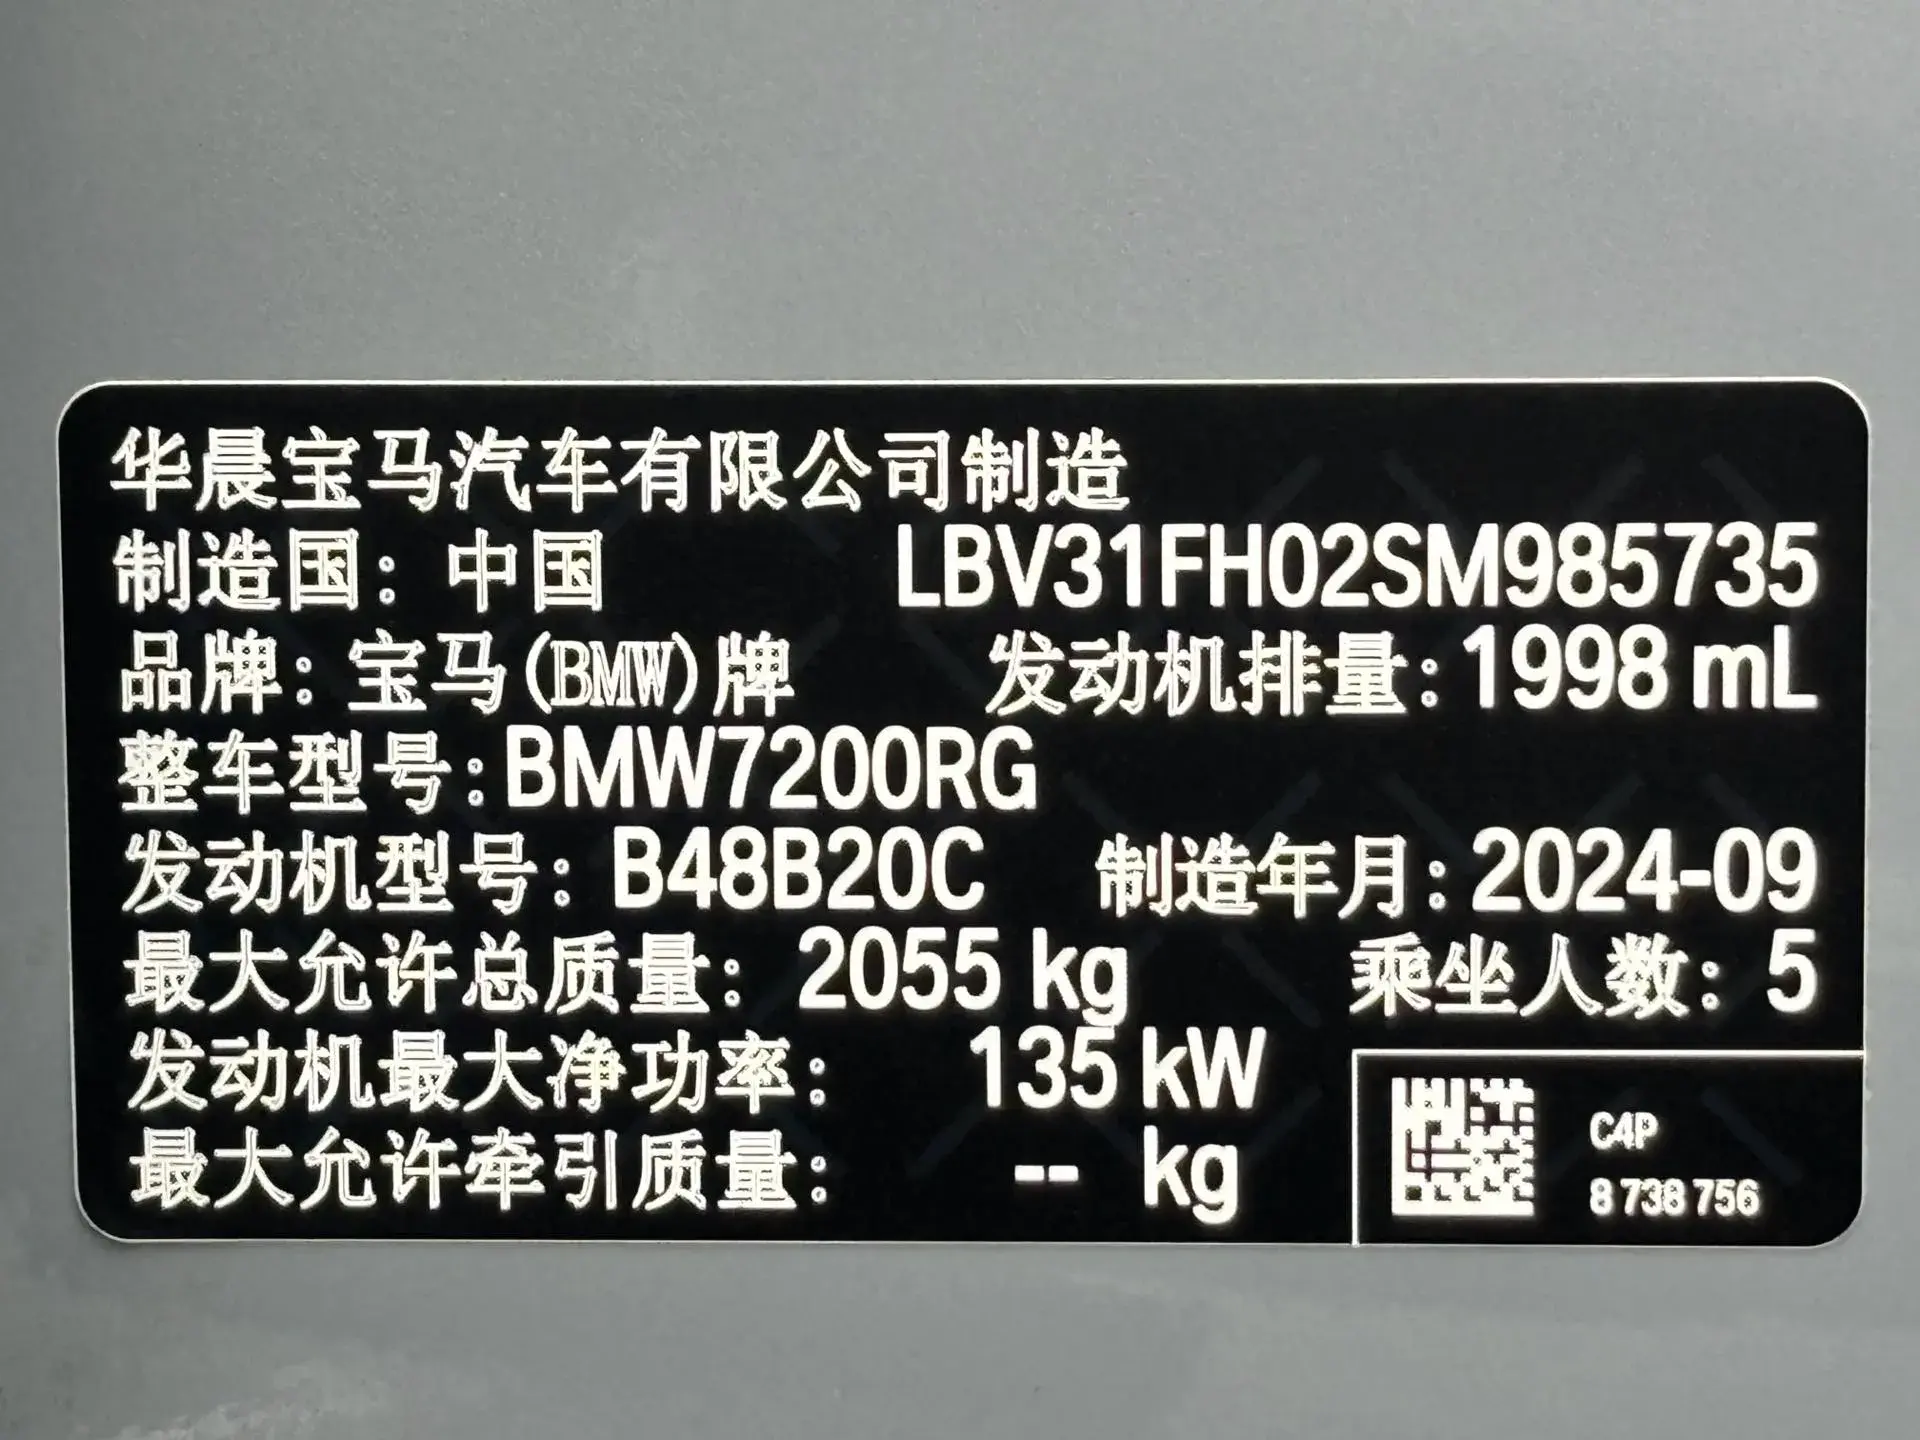 华晨宝马汽车有限公司制造
制造国：中国 LBV31FH02SM985735
品牌：宝马(BMW)牌 发动机排量：1998 mL
整车型号：BMW7200RG
发动机型号：B48B20C 制造年月：2024-09
最大允许总质量：2055 kg 乘坐人数：5
发动机最大净功率：135 kW
最大允许牵引质量：-- kg
C4P
8 738 756